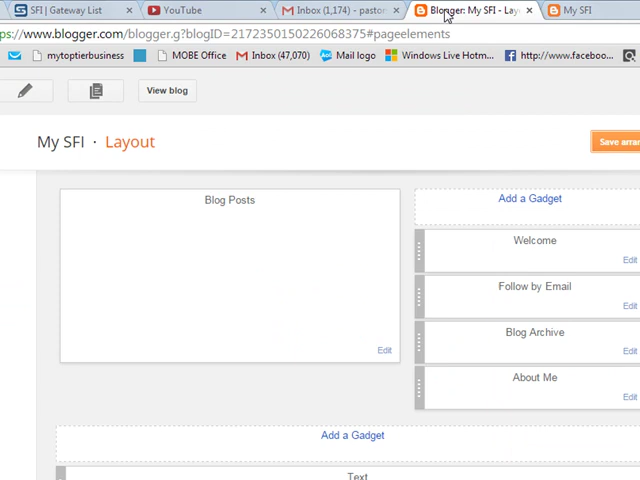 SFI | Gateway List
YouTube
Inbox (1,174) - pastor
Blogger: My SFI - Layo
My SFI
ps://www.blogger.com/blogger.g?blogID=2172350150226068375#pageelements
mytoptierbusiness
MOBE Office
Inbox (47,070)
Mail logo
Windows Live Hotm...
http://www.faceboo...
View blog
My SFI · Layout
Save arran
Blog Posts
Edit
Add a Gadget
Welcome
Edit
Follow by Email
Edit
Blog Archive
Edit
About Me
Edit
Add a Gadget
Text